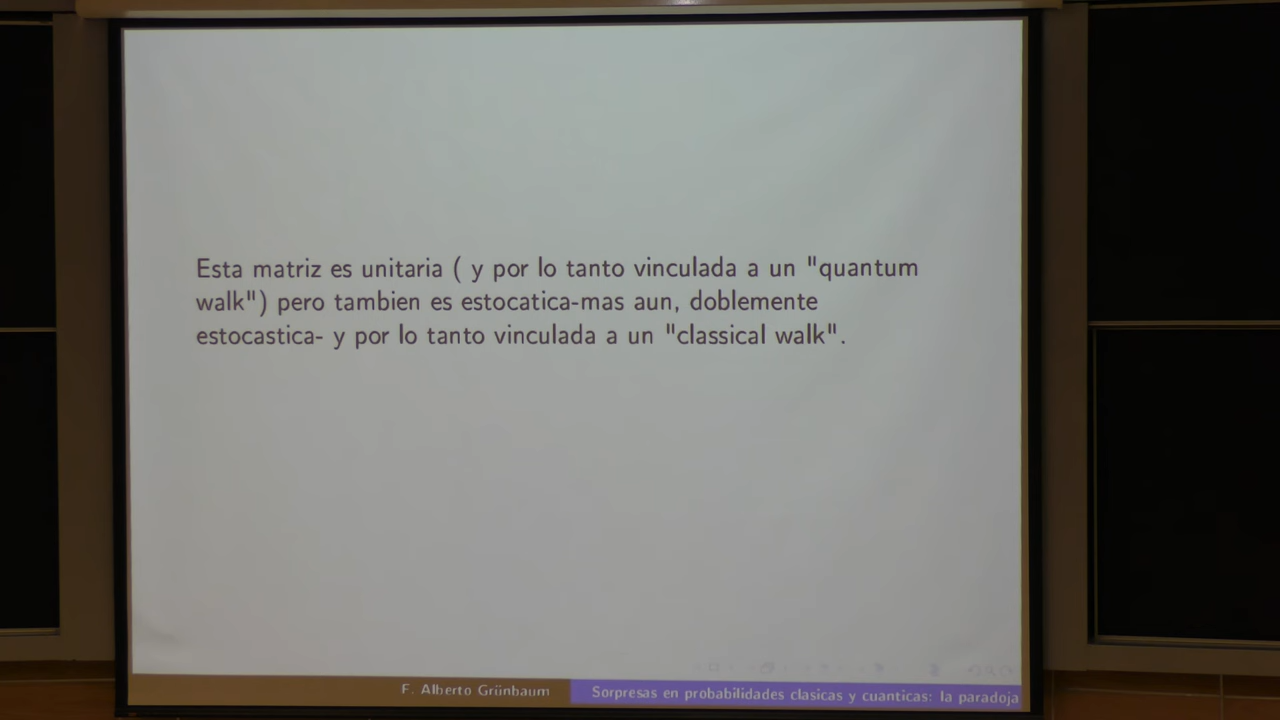 Esta matriz es unitaria ( y por lo tanto vinculada a un "quantum
walk") pero tambien es estocatica-mas aun, doblemente
estocastica- y por lo tanto vinculada a un "classical walk".
F. Alberto Grünbaum
Sorpresas en probabilidades clasicas y cuanticas: la paradoja